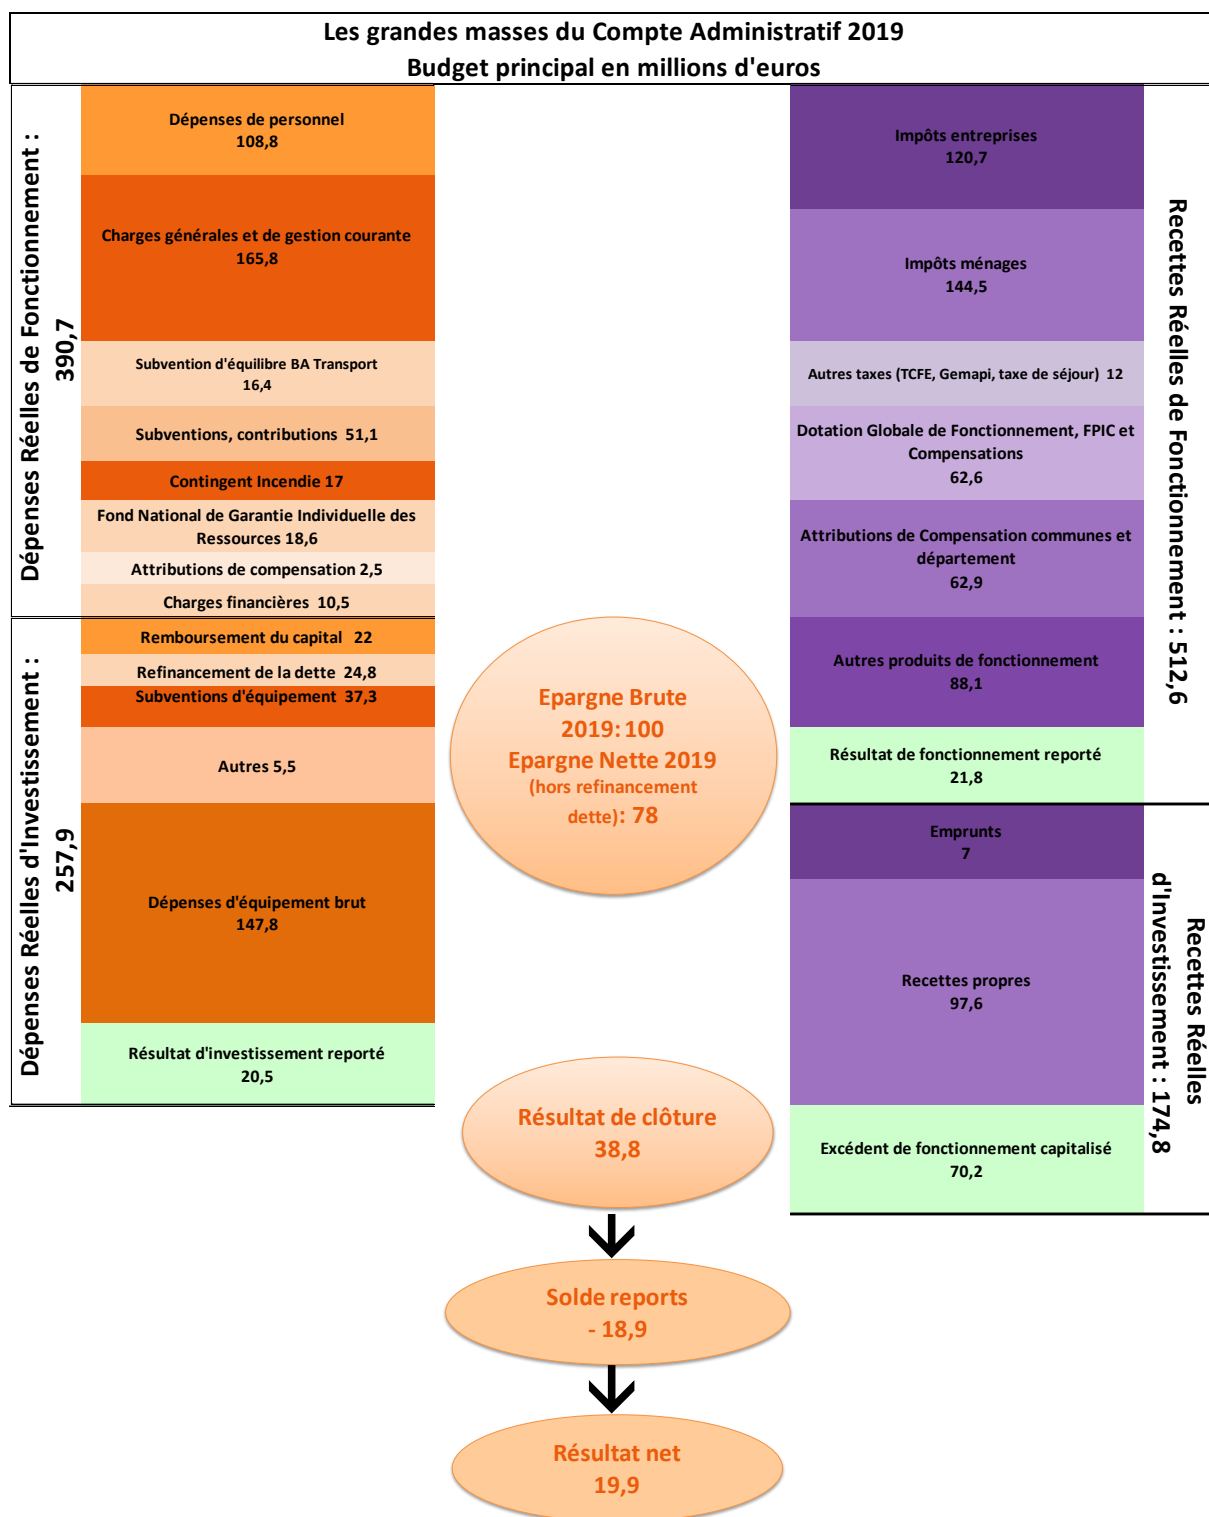 Les grandes masses du Compte Administratif 2019
Budget principal en millions d'euros
Dépenses Réelles de Fonctionnement :
390,7
Dépenses de personnel
108,8
Charges générales et de gestion courante
165,8
Subvention d'équilibre BA Transport
16,4
Subventions, contributions 51,1
Contingent Incendie 17
Fond National de Garantie Individuelle des
Ressources 18,6
Attributions de compensation 2,5
Charges financières 10,5
Dépenses Réelles d'Investissement :
257,9
Remboursement du capital 22
Refinancement de la dette 24,8
Subventions d'équipement 37,3
Autres 5,5
Dépenses d'équipement brut
147,8
Résultat d'investissement reporté
20,5
Epargne Brute
2019: 100
Epargne Nette 2019
(hors refinancement
dette): 78
Résultat de clôture
38,8
Solde reports
- 18,9
Résultat net
19,9
Impôts entreprises
120,7
Impôts ménages
144,5
Autres taxes (TCFE, Gemapi, taxe de séjour) 12
Dotation Globale de Fonctionnement, FPIC et
Compensations
62,6
Attributions de Compensation communes et
département
62,9
Autres produits de fonctionnement
88,1
Résultat de fonctionnement reporté
21,8
Recettes Réelles de Fonctionnement : 512,6
Emprunts
7
Recettes propres
97,6
Excédent de fonctionnement capitalisé
70,2
Recettes Réelles
d'Investissement : 174,8